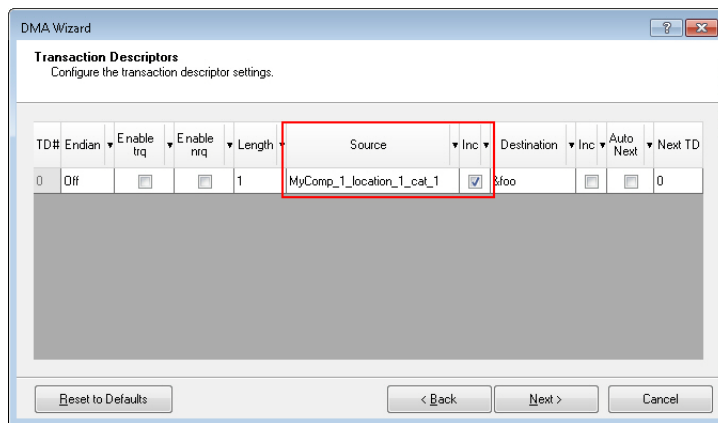 DMA Wizard
Transaction Descriptors
Configure the transaction descriptor settings.
TD# Endian Enable trq Enable nrq Length Source Inc Destination Inc Auto Next Next TD
0 Off 1 MyComp_1_location_1_cat_1 &foo 0
Reset to Defaults < Back Next > Cancel